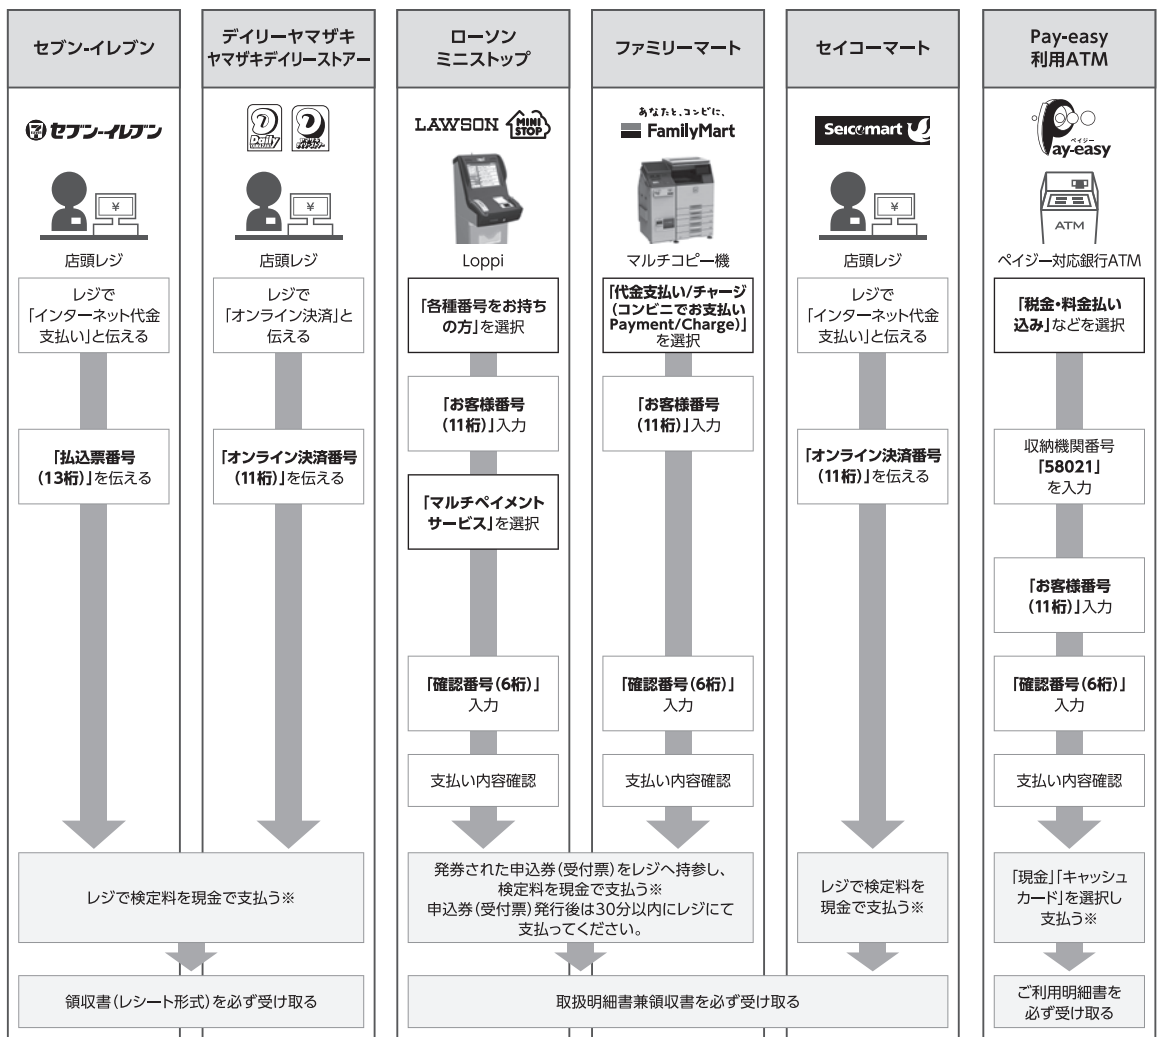 セブン-イレブン
デイリーヤマザキ
ヤマザキデイリーストアー
ローソン
ミニストップ
ファミリーマート
セイコーマート
Pay-easy
利用ATM
セブン-イレブン
Daily
LAWSON
MINI
STOP
あなたと、コンビに、
FamilyMart
Seicomart
ペイジー
Pay-easy
¥
¥
¥
ATM
店頭レジ
店頭レジ
Loppi
マルチコピー機
店頭レジ
ペイジー対応銀行ATM
レジで
「インターネット代金
支払い」と伝える
レジで
「オンライン決済」と
伝える
「各種番号をお持ち
の方」を選択
「代金支払い/チャージ
(コンビニでお支払い
Payment/Charge)」
を選択
レジで
「インターネット代金
支払い」と伝える
「税金・料金払い
込み」などを選択
「お客様番号
(11桁)」入力
「お客様番号
(11桁)」入力
「払込票番号
(13桁)」を伝える
「オンライン決済番号
(11桁)」を伝える
「マルチペイメント
サービス」を選択
「オンライン決済番号
(11桁)」を伝える
収納機関番号
「58021」
を入力
「お客様番号
(11桁)」入力
「確認番号(6桁)」
入力
「確認番号(6桁)」
入力
「確認番号(6桁)」
入力
支払い内容確認
支払い内容確認
支払い内容確認
レジで検定料を現金で支払う※
発券された申込券(受付票)をレジへ持参し、
検定料を現金で支払う※
申込券(受付票)発行後は30分以内にレジにて
支払ってください。
レジで検定料を
現金で支払う※
「現金」「キャッシュ
カード」を選択し
支払う※
領収書(レシート形式)を必ず受け取る
取扱明細書兼領収書を必ず受け取る
ご利用明細書を
必ず受け取る